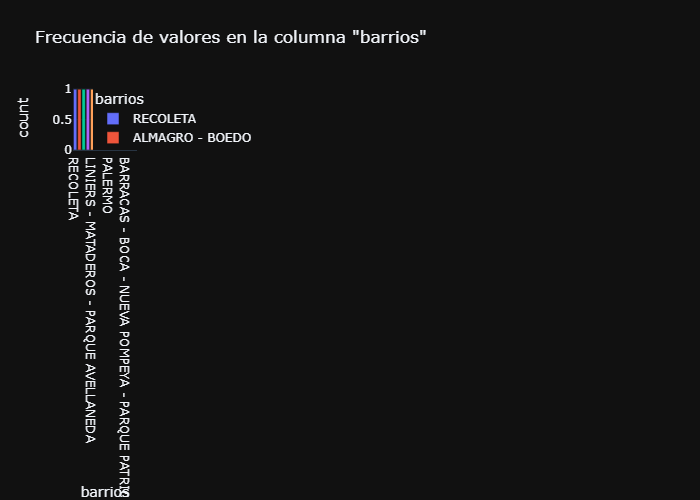 Frecuencia de valores en la columna "barrios"
count
1
0.5
0
barrios
RECOLETA
ALMAGRO - BOEDO
RECOLETA
LINIERS - MATADEROS - PARQUE AVELLANEDA
PALERMO
BARRACAS - BOCA - NUEVA POMPEYA - PARQUE
barrios